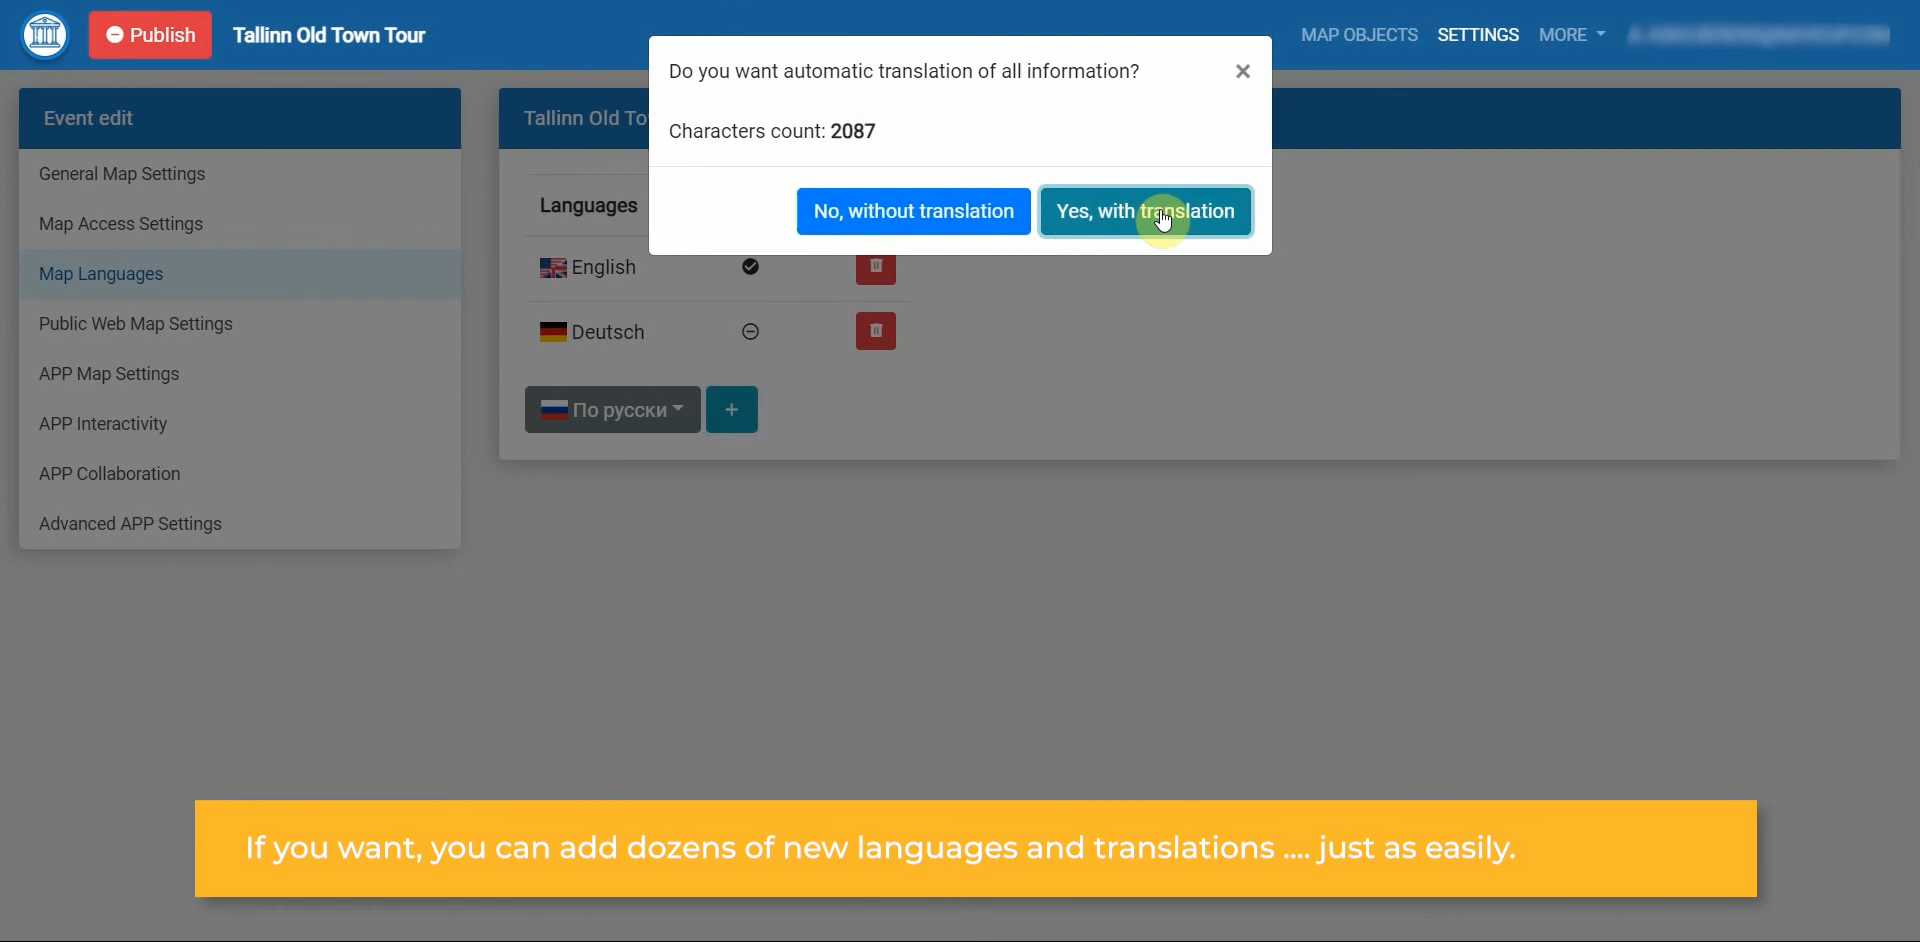 Publish
Tallinn Old Town Tour
MAP OBJECTS
SETTINGS
MORE
Do you want automatic translation of all information?
Characters count: 2087
No, without translation
Yes, with translation
Event edit
General Map Settings
Map Access Settings
Map Languages
Public Web Map Settings
APP Map Settings
APP Interactivity
APP Collaboration
Advanced APP Settings
Tallinn Old To
Languages
English
Deutsch
По русски
+
If you want, you can add dozens of new languages and translations .... just as easily.